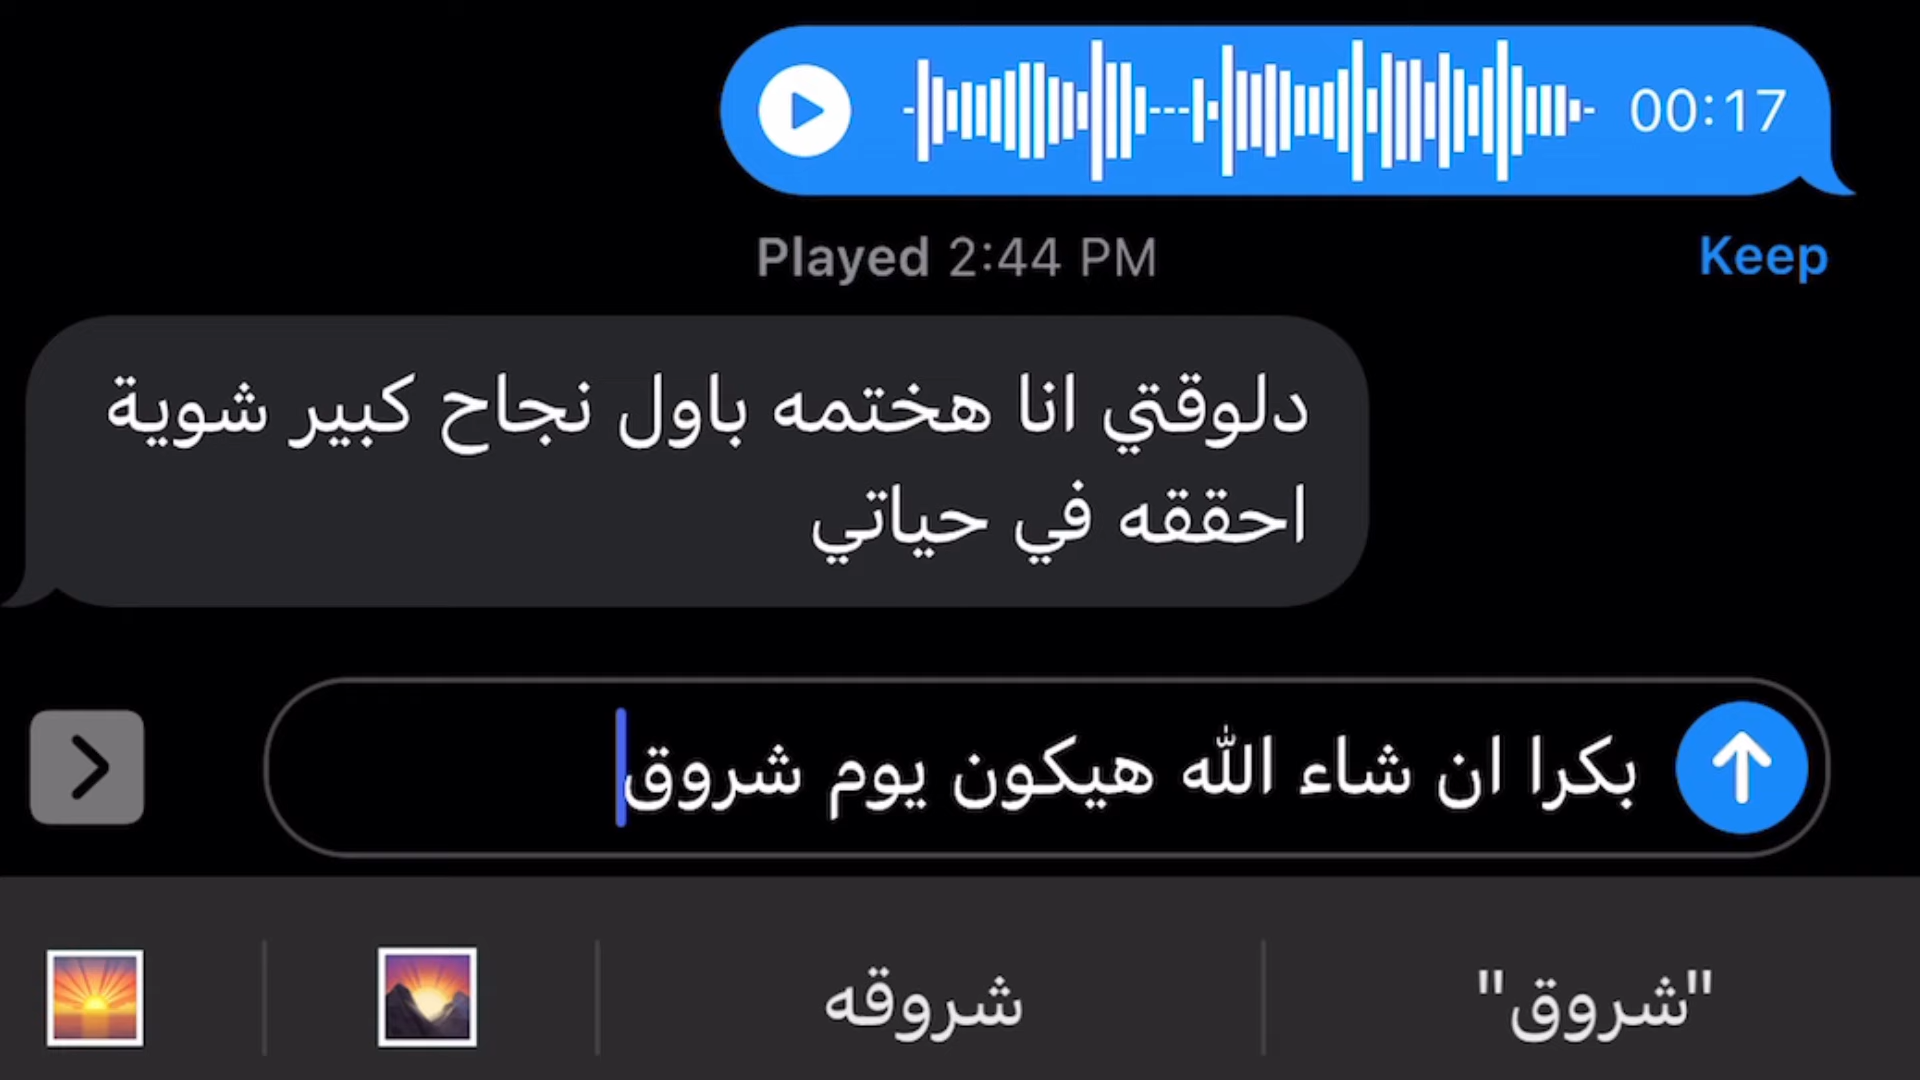 00:17
Played 2:44 PM
Keep
دلوقتي انا هختمه باول نجاح كبير شوية
احققه في حياتي
بكرا ان شاء الله هيكون يوم شروق
"شروق"
شروقه